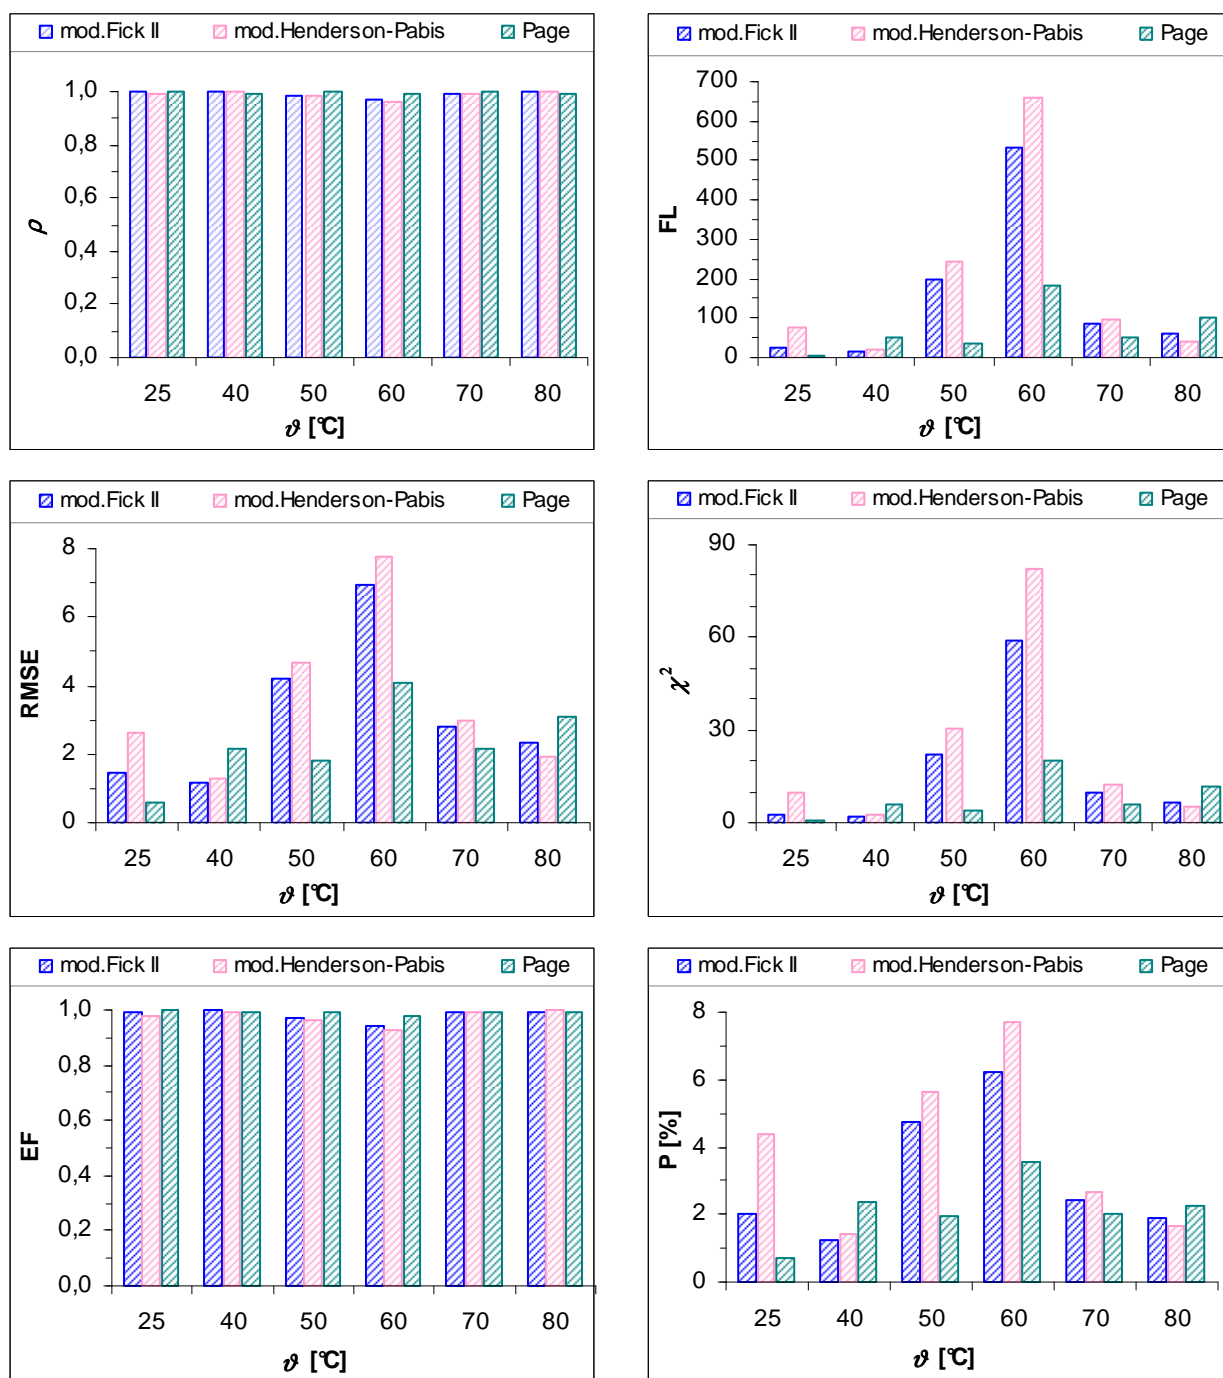 mod.Fick II mod.Henderson-Pabis Page
1,0
0,8
0,6
0,4
0,2
0,0
ρ
25 40 50 60 70 80
ϑ [°C]
mod.Fick II mod.Henderson-Pabis Page
700
600
500
400
300
200
100
0
FL
25 40 50 60 70 80
ϑ [°C]
mod.Fick II mod.Henderson-Pabis Page
8
6
4
2
0
RMSE
25 40 50 60 70 80
ϑ [°C]
mod.Fick II mod.Henderson-Pabis Page
90
60
30
0
χ²
25 40 50 60 70 80
ϑ [°C]
mod.Fick II mod.Henderson-Pabis Page
1,0
0,8
0,6
0,4
0,2
0,0
EF
25 40 50 60 70 80
ϑ [°C]
mod.Fick II mod.Henderson-Pabis Page
8
6
4
2
0
P [%]
25 40 50 60 70 80
ϑ [°C]